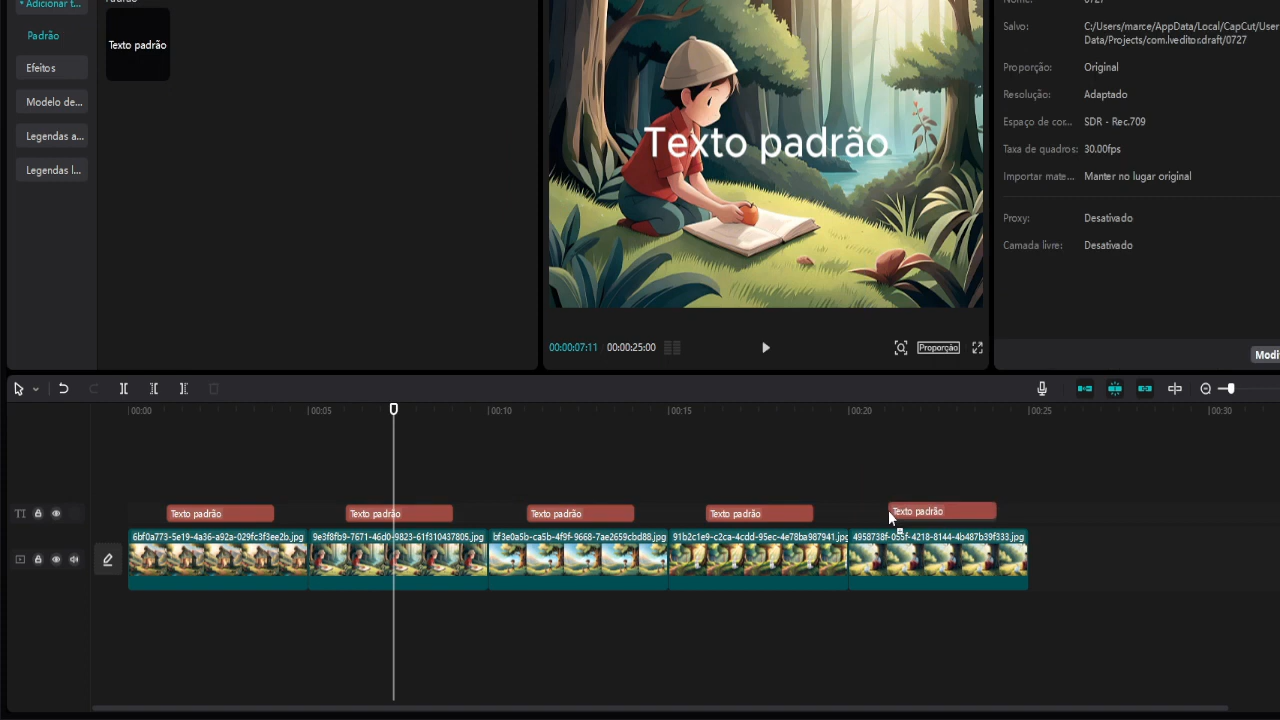 * Adicionar t...
Padrão
Padrão
Texto padrão
Efeitos
Modelo de...
Legendas a...
Legendas I...
Texto padrão
00:00:07:11 00:00:25:00
Proporção
0727
Salvo: C:/Users/marce/AppData/Local/CapCut/User
Data/Projects/com.lveditor.draft/0727
Proporção: Original
Resolução: Adaptado
Espaço de cor... SDR - Rec.709
Taxa de quadros: 30.00fps
Importar mate... Manter no lugar original
Proxy: Desativado
Camada livre: Desativado
Modi
00:00 00:05 00:10 00:15 00:20 00:25 00:30
TI Texto padrão Texto padrão Texto padrão Texto padrão Texto padrão
6bf0a773-5e19-4a36-a92a-029fc3f3ee2b.jpg 9e3f8fb9-7671-46d0-9823-61f310437805.jpg bf3e0a5b-ca5b-4f9f-9668-7ae2659cbd88.jpg 91b2c1e9-c2ca-4cdd-95ec-4e78ba987941.jpg 4958738f-055f-4218-8144-4b487b39f333.jpg